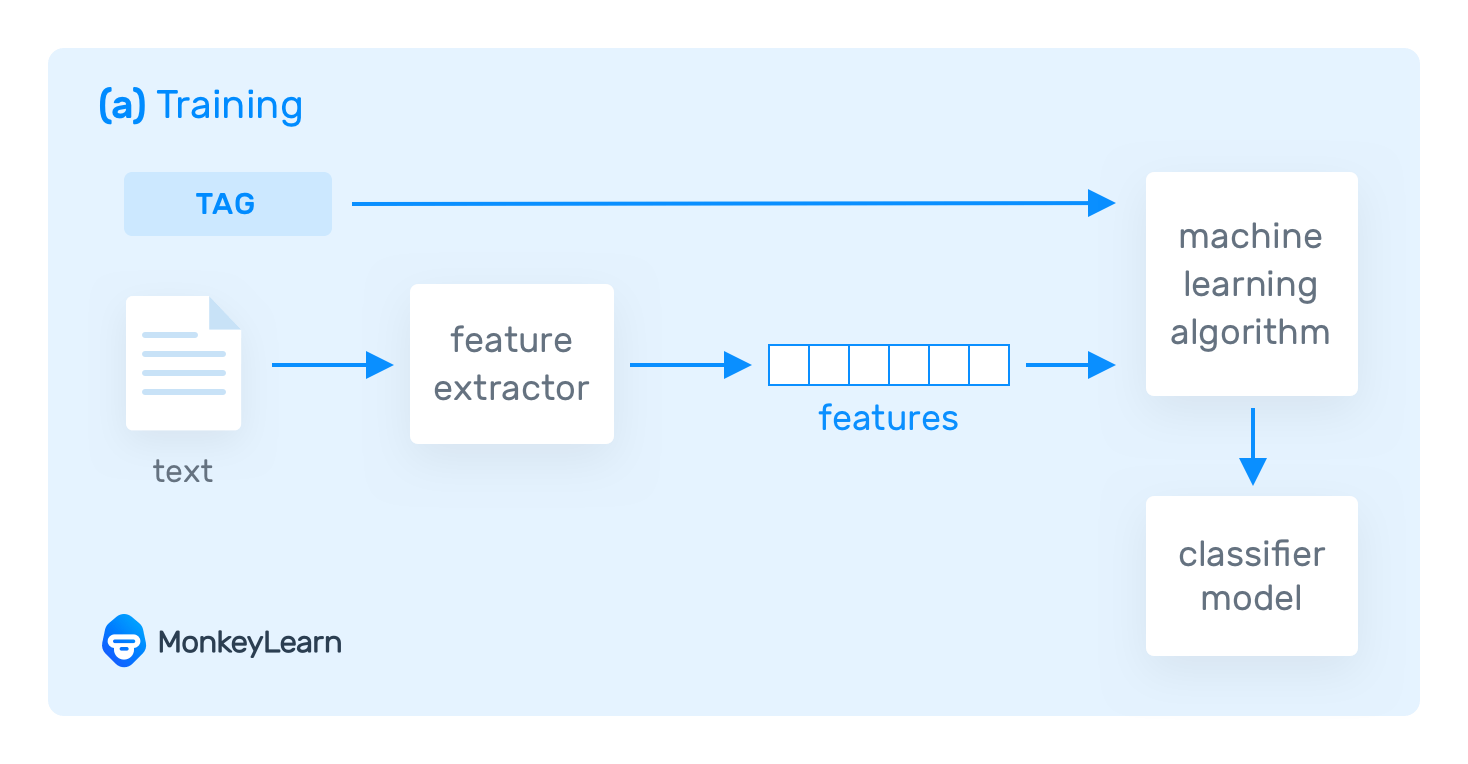 (a) Training
TAG
text
feature
extractor
features
machine
learning
algorithm
classifier
model
MonkeyLearn